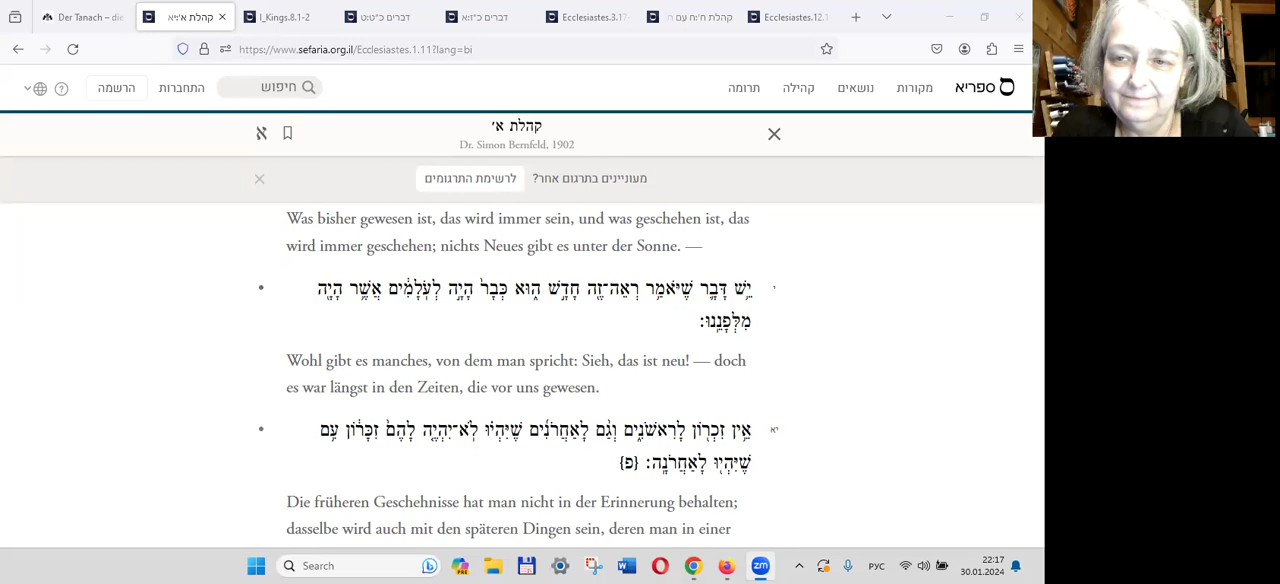 Der Tanach – die
קהלת א׳:יא
I_Kings.8.1-2
דברים כ״ט:ט
דברים כ״ז:א
Ecclesiastes.3.17-
קהלת ח׳:ח עם ר
Ecclesiastes.12.1
https://www.sefaria.org.il/Ecclesiastes.1.11?lang=bi
ספריא
מקורות
נושאים
קהילה
תרומה
חיפוש
התחברות
הרשמה
קהלת א׳
Dr. Simon Bernfeld, 1902
א
מעוניינים בתרגום אחר?
לרשימת התרגומים
Was bisher gewesen ist, das wird immer sein, und was geschehen ist, das
wird immer geschehen; nichts Neues gibt es unter der Sonne. —
י
יֵ֥שׁ דָּבָ֛ר שֶׁיֹּאמַ֥ר רְאֵה־זֶ֖ה חָדָ֣שׁ ה֑וּא כְּבָר֙ הָיָ֣ה לְעֹֽלָמִ֔ים אֲשֶׁ֥ר הָיָ֖ה
מִלְּפָנֵֽנוּ׃
Wohl gibt es manches, von dem man spricht: Sieh, das ist neu! — doch
es war längst in den Zeiten, die vor uns gewesen.
יא
אֵ֥ין זִכְר֖וֹן לָרִאשֹׁנִ֑ים וְגַ֨ם לָאַחֲרֹנִ֜ים שֶׁיִּהְי֗וּ לֹֽא־יִהְיֶ֤ה לָהֶם֙ זִכָּר֔וֹן עִ֥ם
שֶׁיִּהְי֖וּ לָאַחֲרֹנָֽה׃ {פ}
Die früheren Geschehnisse hat man nicht in der Erinnerung behalten;
dasselbe wird auch mit den späteren Dingen sein, deren man in einer
Search
PRE
zm
РУС
22:17
30.01.2024